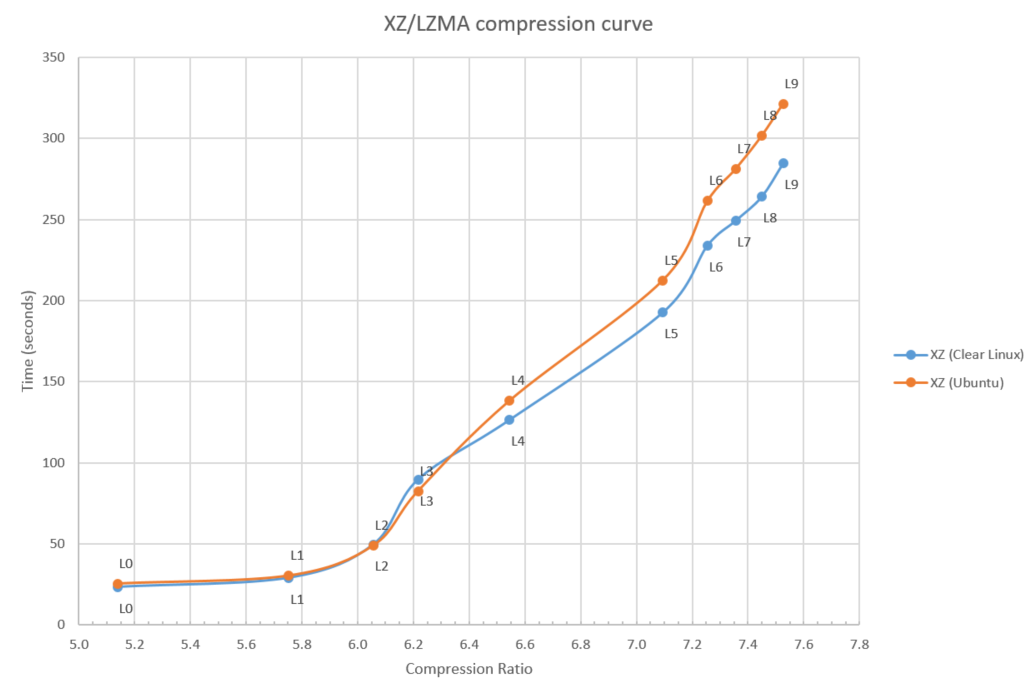 XZ/LZMA compression curve
350
300
250
200
150
100
50
0
Time (seconds)
5.0 5.2 5.4 5.6 5.8 6.0 6.2 6.4 6.6 6.8 7.0 7.2 7.4 7.6 7.8
Compression Ratio
L0
L1
L2
L3
L4
L5
L6
L7
L8
L9
L0
L1
L2
L3
L4
L5
L6
L7
L8
L9
XZ (Clear Linux)
XZ (Ubuntu)